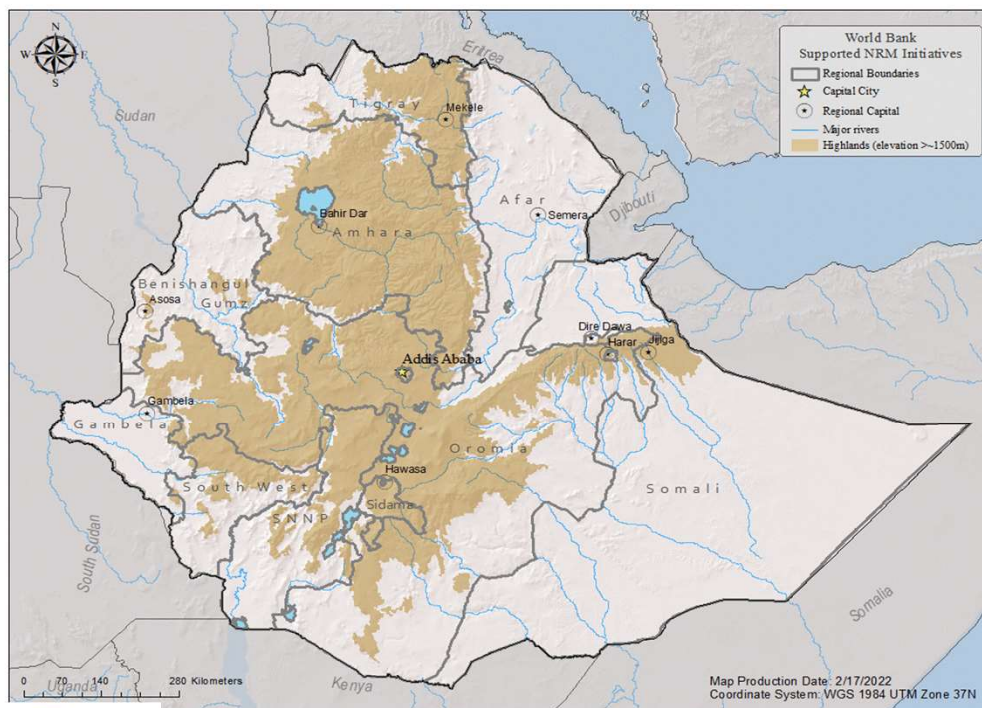 N
W
E
S
World Bank
Supported NRM Initiatives
Regional Boundaries
Capital City
Regional Capital
Major rivers
Highlands (elevation >~1500m)
Eritrea
Sudan
Tigray
Mekele
Afar
Semera
Djibouti
Bahir Dar
Amhara
Benishangul
Gumz
Asosa
Dire Dawa
Harar
Jijga
Addis Ababa
Gambela
Gambela
Oromia
Hawasa
Somali
South West
Sidama
SNNP
South Sudan
Somalia
Kenya
Uganda
0 70 140 280 Kilometers
Map Production Date: 2/17/2022
Coordinate System: WGS 1984 UTM Zone 37N